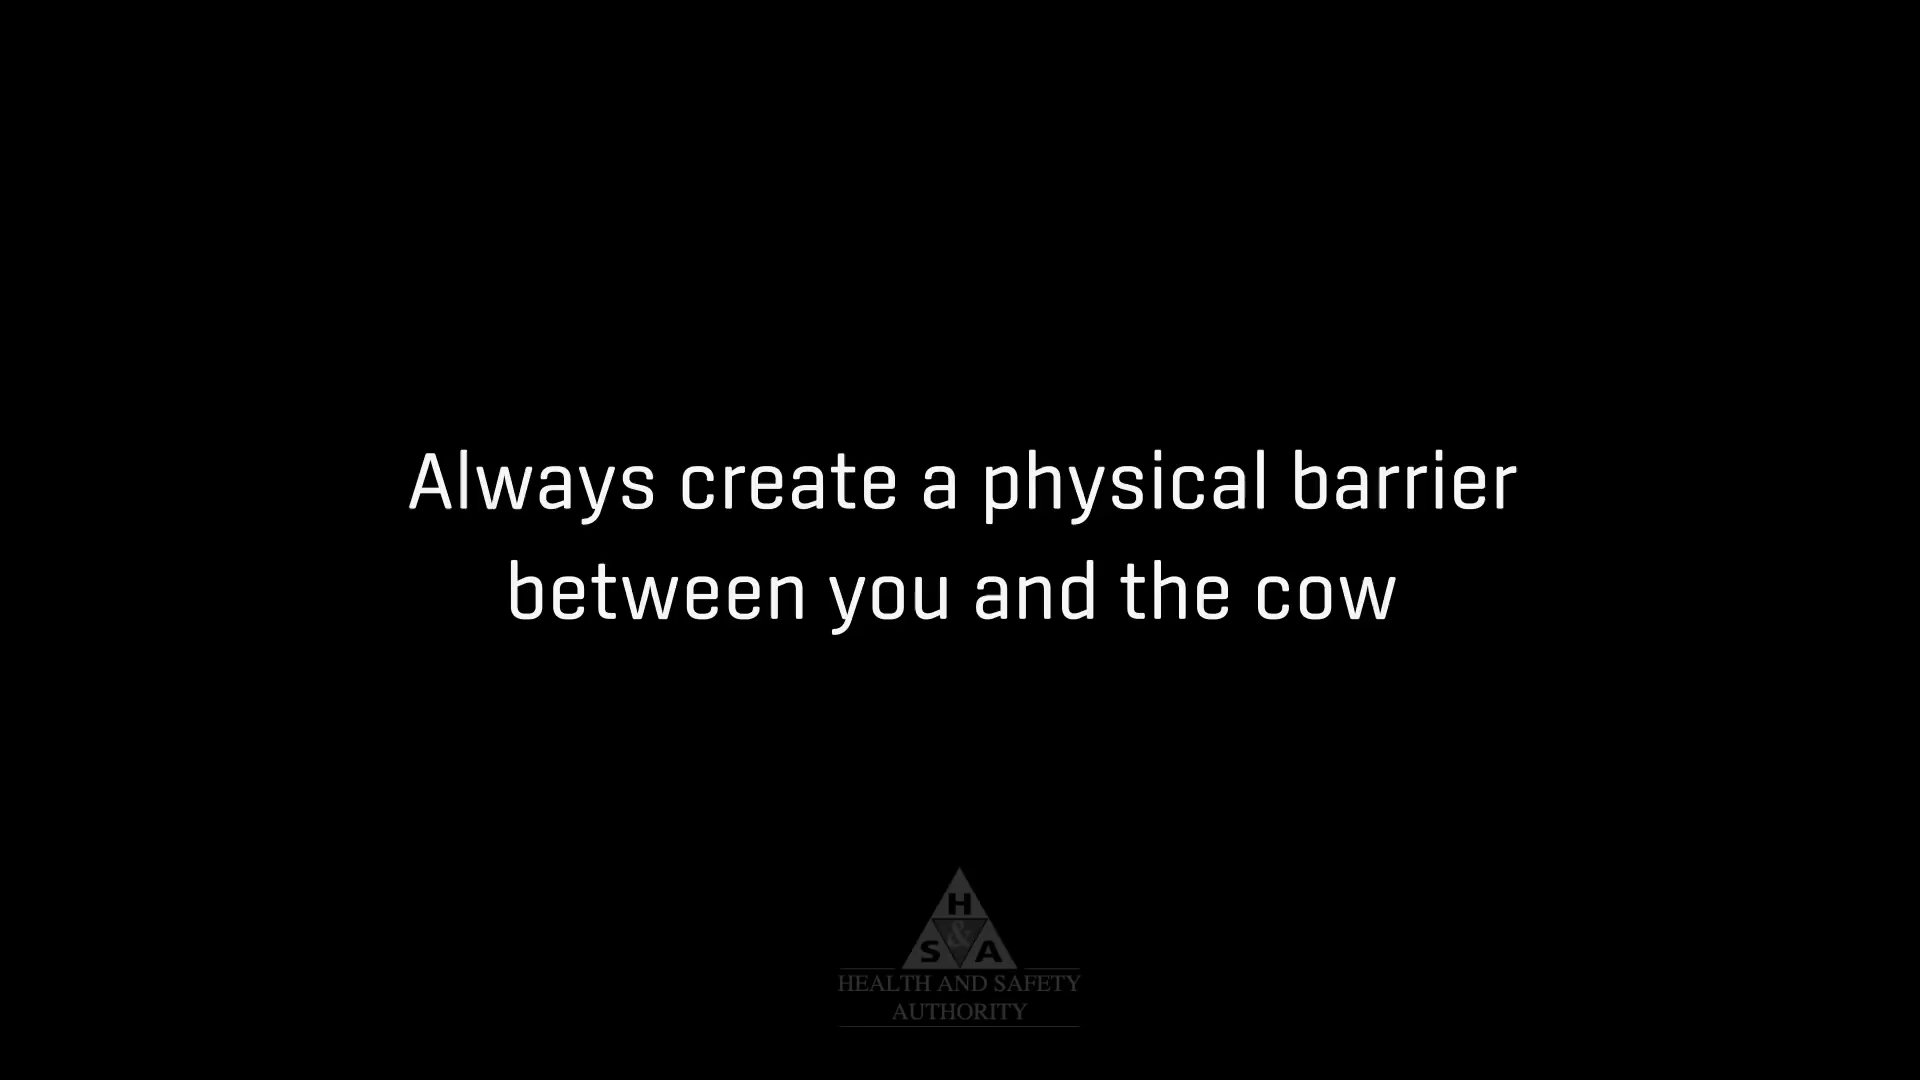 Always create a physical barrier
between you and the cow
H
&
S A
HEALTH AND SAFETY
AUTHORITY